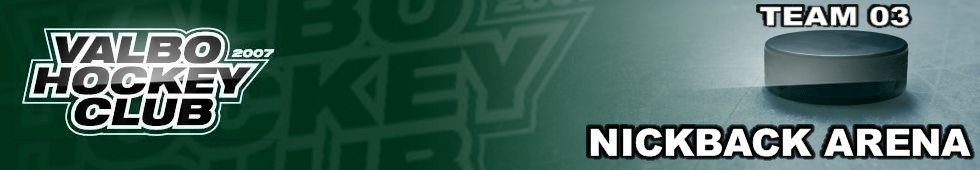 VALBO
2007
HOCKEY
CLUB
TEAM 03
NICKBACK ARENA